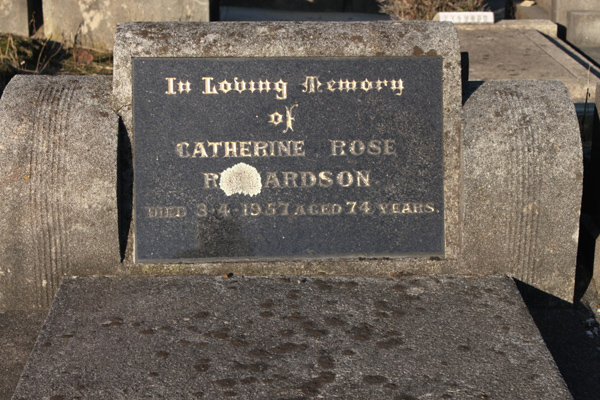 In Loving Memory
of
CATHERINE ROSE
DIED 3-4-1957 AGED 74 YEARS.